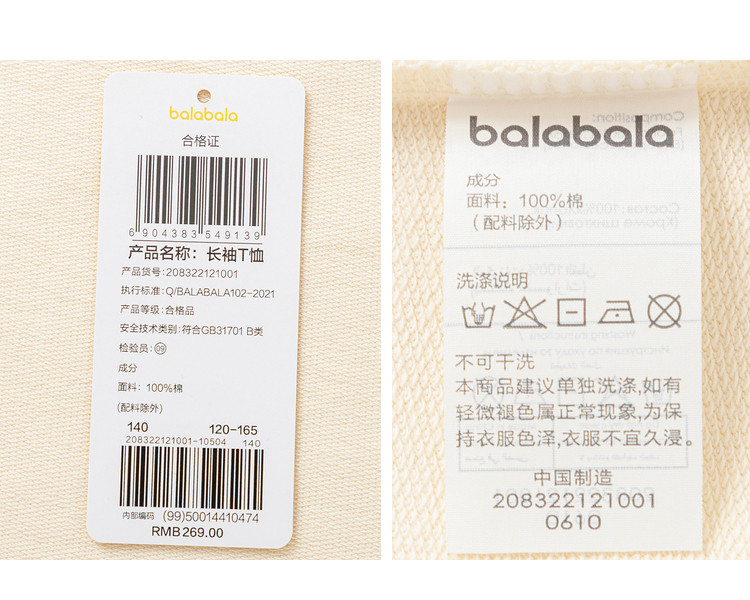 balabala
合格证
6904383549139
产品名称：长袖T恤
产品货号:208322121001
执行标准:Q/BALABALA102-2021
产品等级:合格品
安全技术类别:符合GB31701 B类
检验员:09
成分
面料：100%棉
(配料除外)
140 120-165
208322121001-10504 140
内部编码 (99)50014410474
RMB269.00
balabala
成分
面料：100%棉
（配料除外）
洗涤说明
不可干洗
本商品建议单独洗涤,如有
轻微褪色属正常现象,为保
持衣服色泽,衣服不宜久浸。
中国制造
208322121001
0610